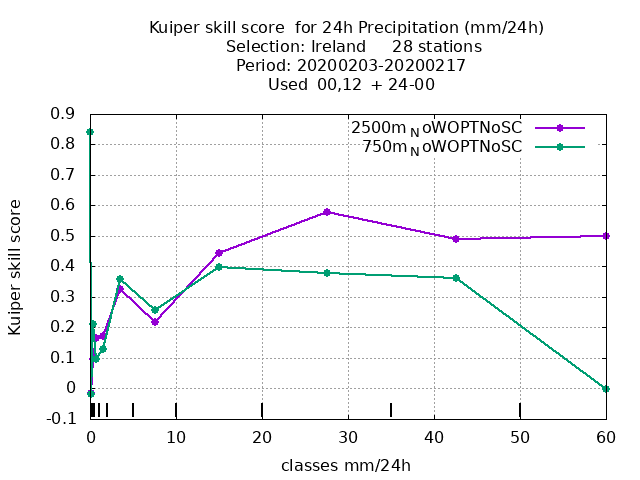 Kuiper skill score for 24h Precipitation (mm/24h)
Selection: Ireland 28 stations
Period: 20200203-20200217
Used 00,12 + 24-00
2500m_NoWOPTNoSC
750m_NoWOPTNoSC
Kuiper skill score
0.9
0.8
0.7
0.6
0.5
0.4
0.3
0.2
0.1
0
-0.1
0 10 20 30 40 50 60
classes mm/24h